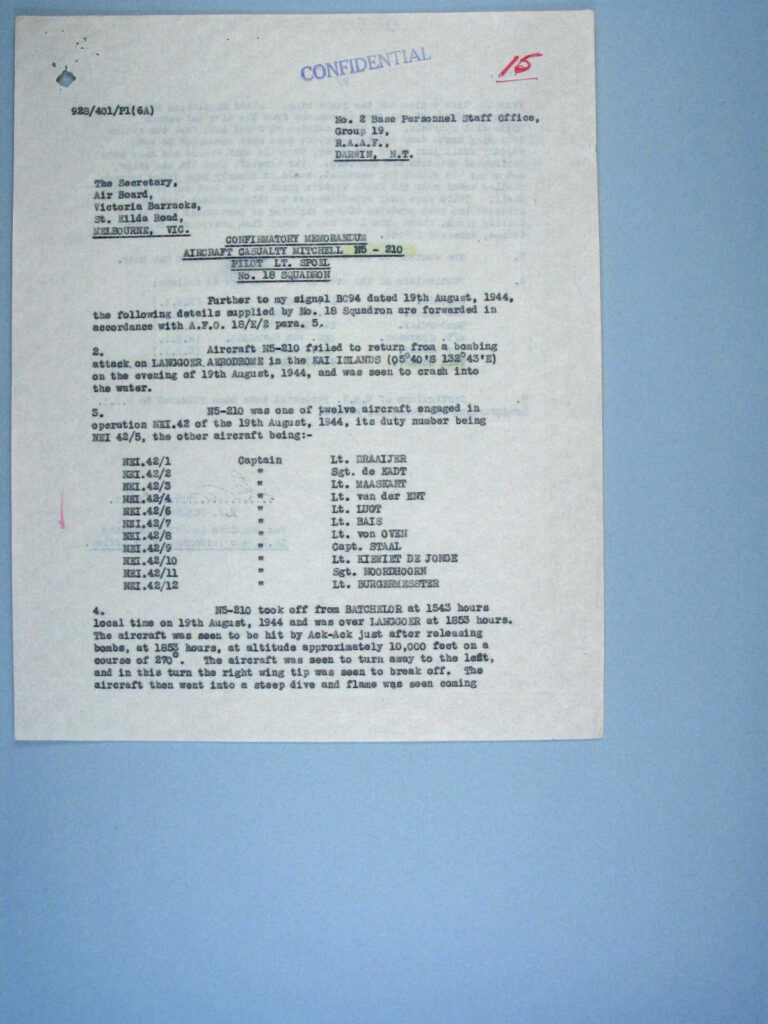 CONFIDENTIAL
15
92S/401/P1(6A)
No. 2 Base Personnel Staff Office,
Group 19,
R.A.A.F.,
DARWIN, N.T.
The Secretary,
Air Board,
Victoria Barracks,
St. Kilda Road,
MELBOURNE, VIC.
CONFIRMATORY MEMORANDUM
AIRCRAFT CASUALTY MITCHELL N5 - 210
PILOT LT. SPOEL
No. 18 SQUADRON
Further to my signal BC94 dated 19th August, 1944,
the following details supplied by No. 18 Squadron are forwarded in
accordance with A.F.O. 18/E/2 para. 5.
2. Aircraft N5-210 failed to return from a bombing
attack on LANGGOER AERODROME in the KAI ISLANDS (05°40'S 132°43'E)
on the evening of 19th August, 1944, and was seen to crash into
the water.
3. N5-210 was one of twelve aircraft engaged in
operation NEI.42 of the 19th August, 1944, its duty number being
NEI 42/5, the other aircraft being:-
NEI.42/1 Captain Lt. DRAAIJER
NEI.42/2 " Sgt. de KADT
NEI.42/3 " Lt. MAASKANT
NEI.42/4 " Lt. van der ENT
NEI.42/6 " Lt. LUGT
NEI.42/7 " Lt. BAIS
NEI.42/8 " Lt. von OVEN
NEI.42/9 " Capt. STAAL
NEI.42/10 " Lt. KIEWIET DE JONGE
NEI.42/11 " Sgt. NOORDHOORN
NEI.42/12 " Lt. BURGERMESSTER
4. N5-210 took off from BATCHELOR at 1543 hours
local time on 19th August, 1944 and was over LANGGOER at 1853 hours.
The aircraft was seen to be hit by Ack-Ack just after releasing
bombs, at 1853 hours, at altitude approximately 10,000 feet on a
course of 270°. The aircraft was seen to turn away to the left,
and in this turn the right wing tip was seen to break off. The
aircraft then went into a steep dive and flame was seen coming